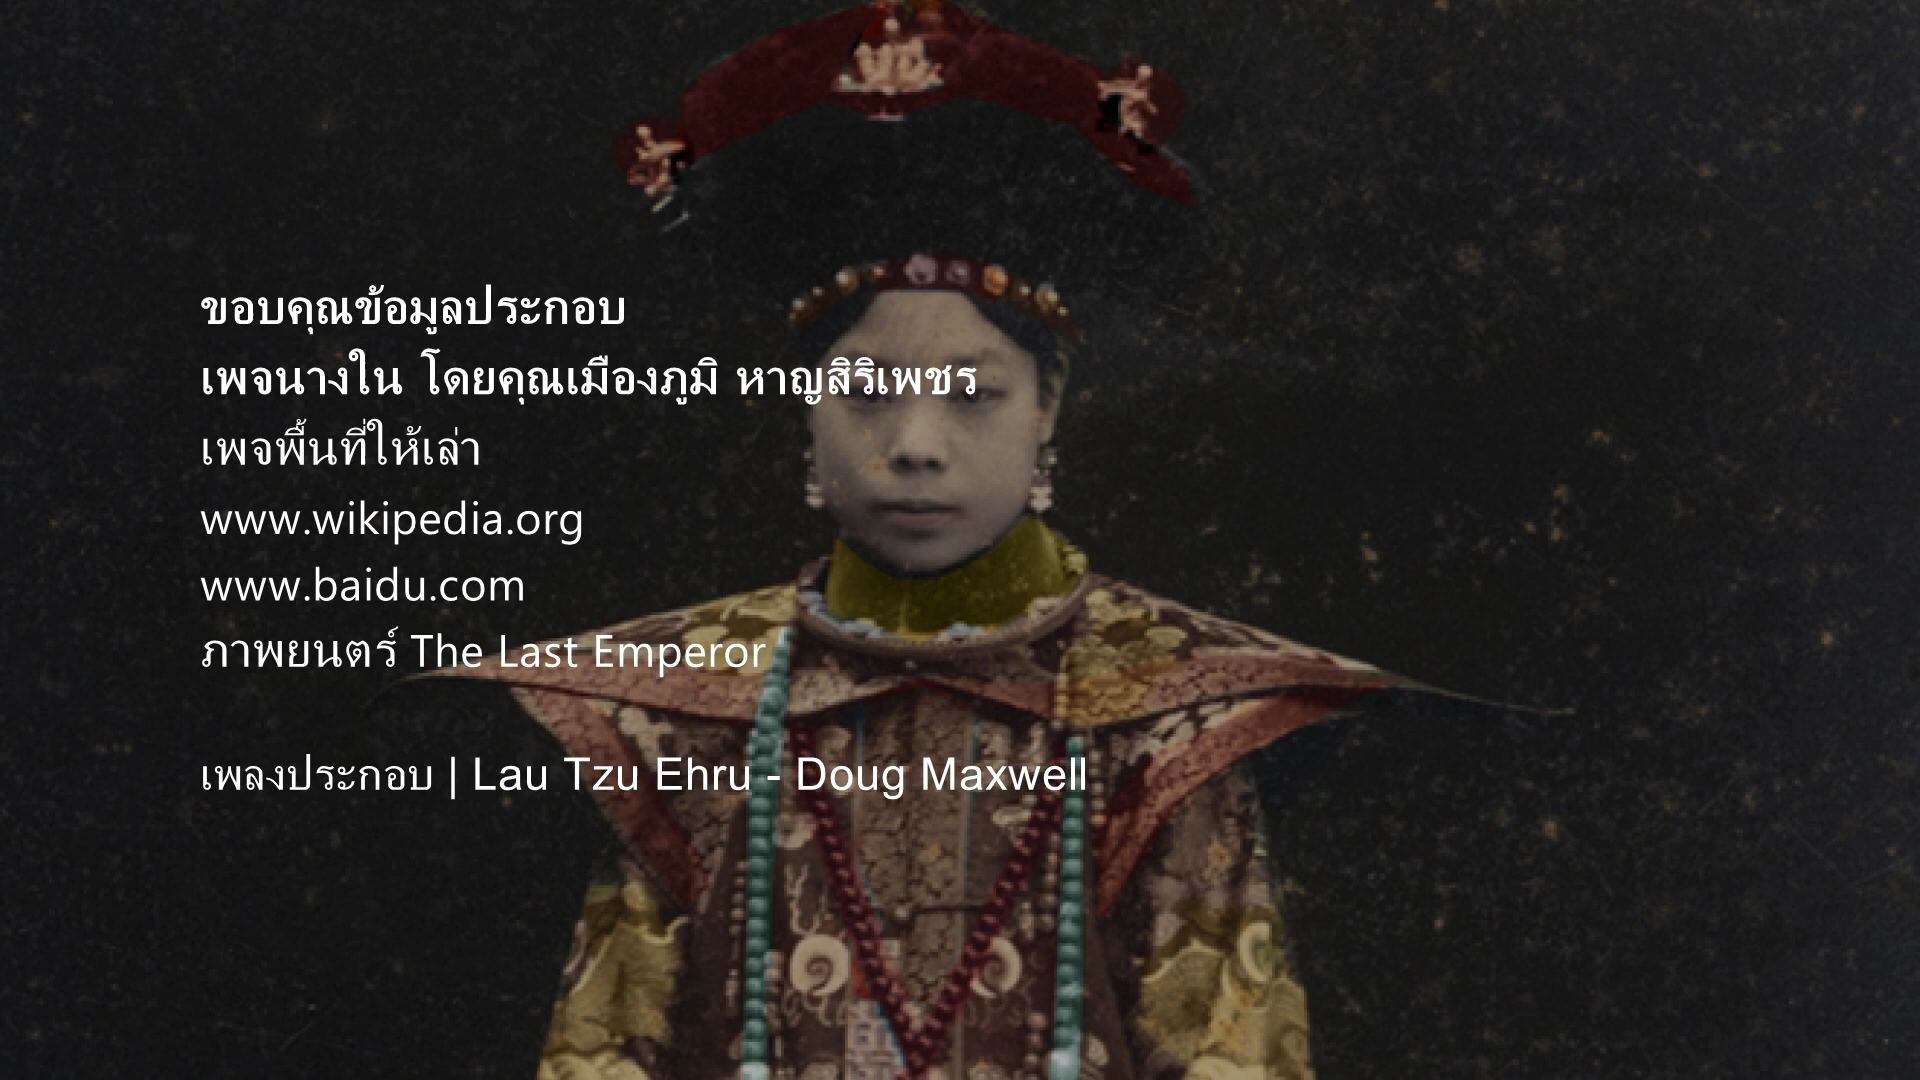 ขอบคุณข้อมูลประกอบ
เพจนางใน โดยคุณเมืองภูมิ หาญสิริเพชร
เพจพื้นที่ให้เล่า
www.wikipedia.org
www.baidu.com
ภาพยนตร์ The Last Emperor
เพลงประกอบ | Lau Tzu Ehru - Doug Maxwell